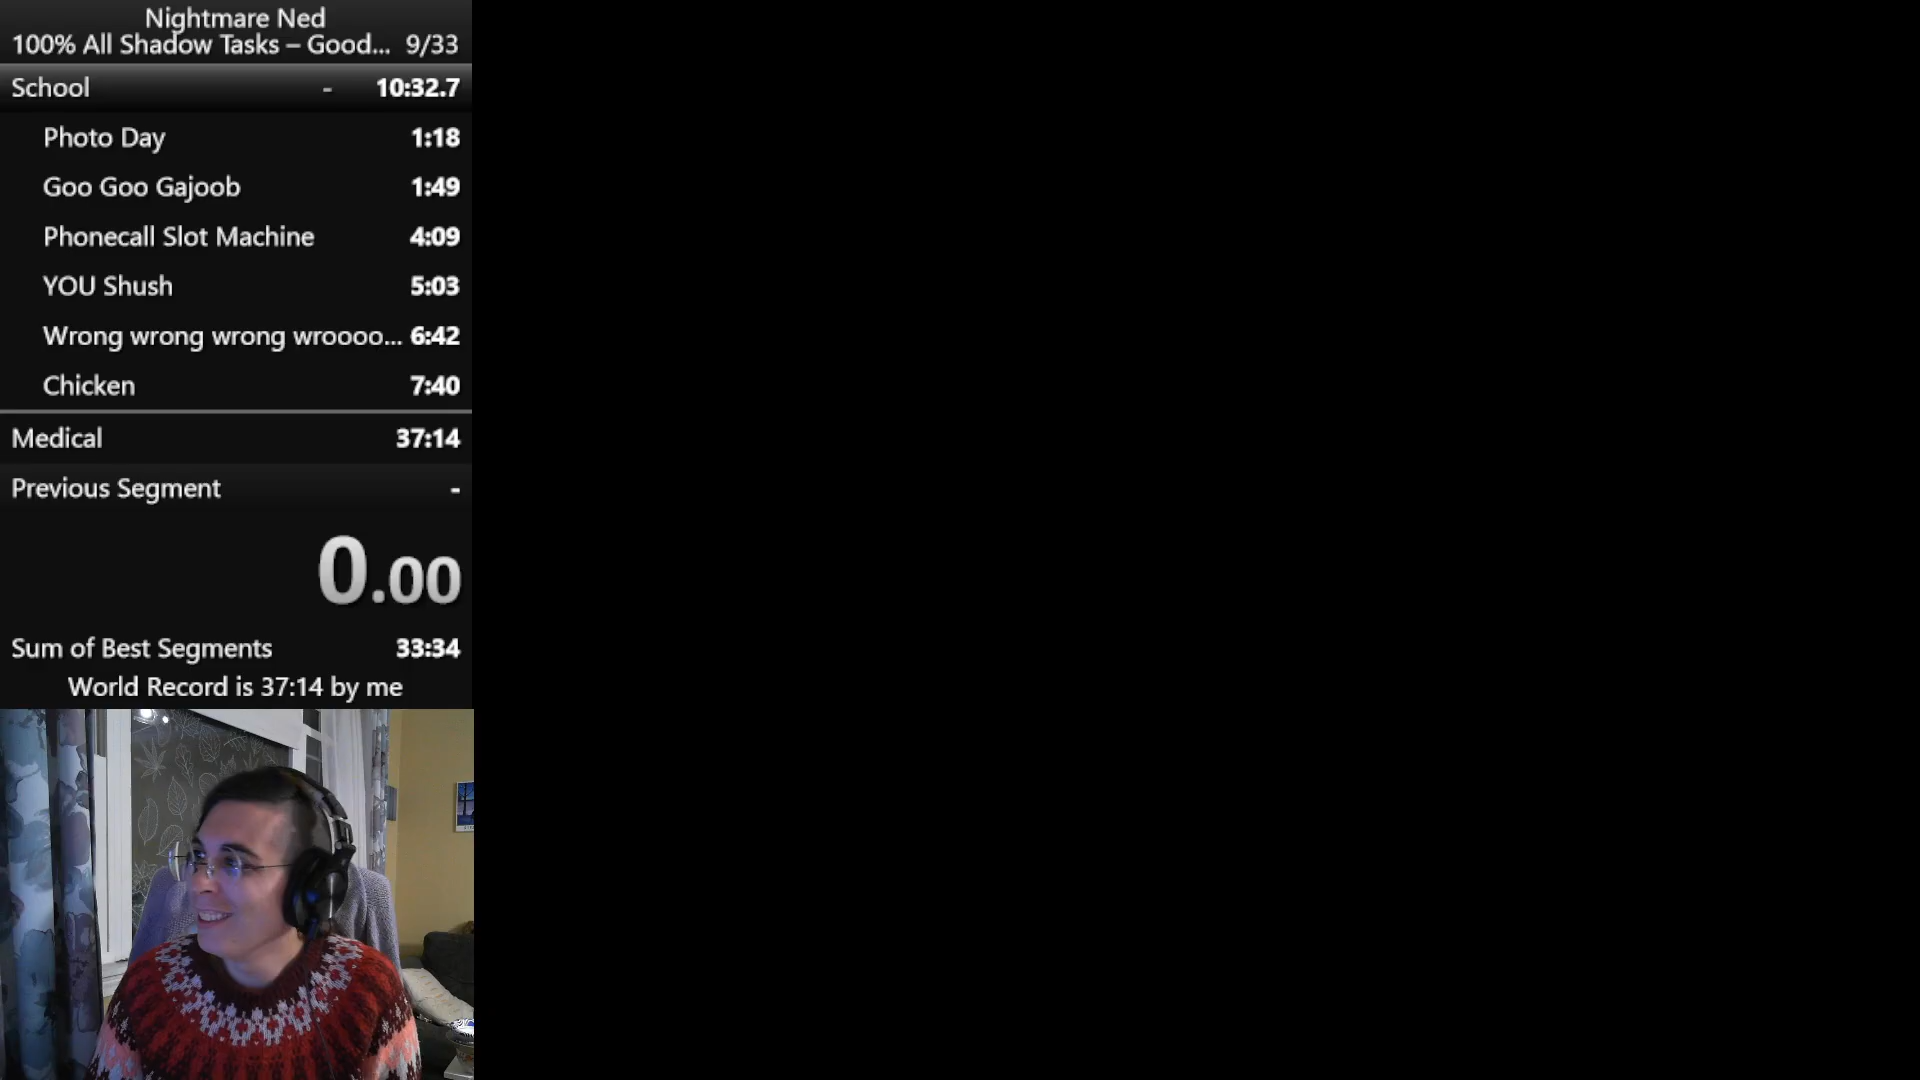 Nightmare Ned
100% All Shadow Tasks – Good... 9/33
School - 10:32.7
Photo Day 1:18
Goo Goo Gajoob 1:49
Phonecall Slot Machine 4:09
YOU Shush 5:03
Wrong wrong wrong wroooo... 6:42
Chicken 7:40
Medical 37:14
Previous Segment -
0.00
Sum of Best Segments 33:34
World Record is 37:14 by me